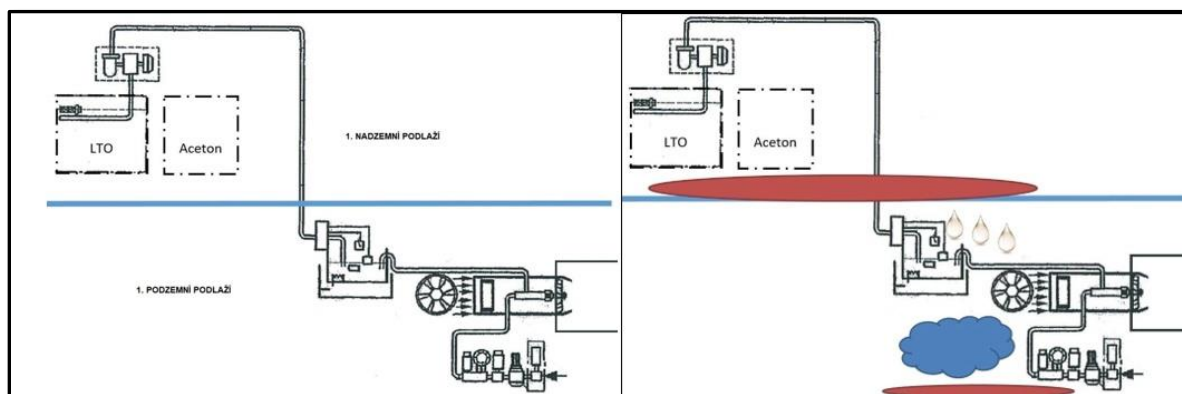 1. NADZEMNÍ PODLAŽÍ
LTO
Aceton
1. PODZEMNÍ PODLAŽÍ
LTO
Aceton